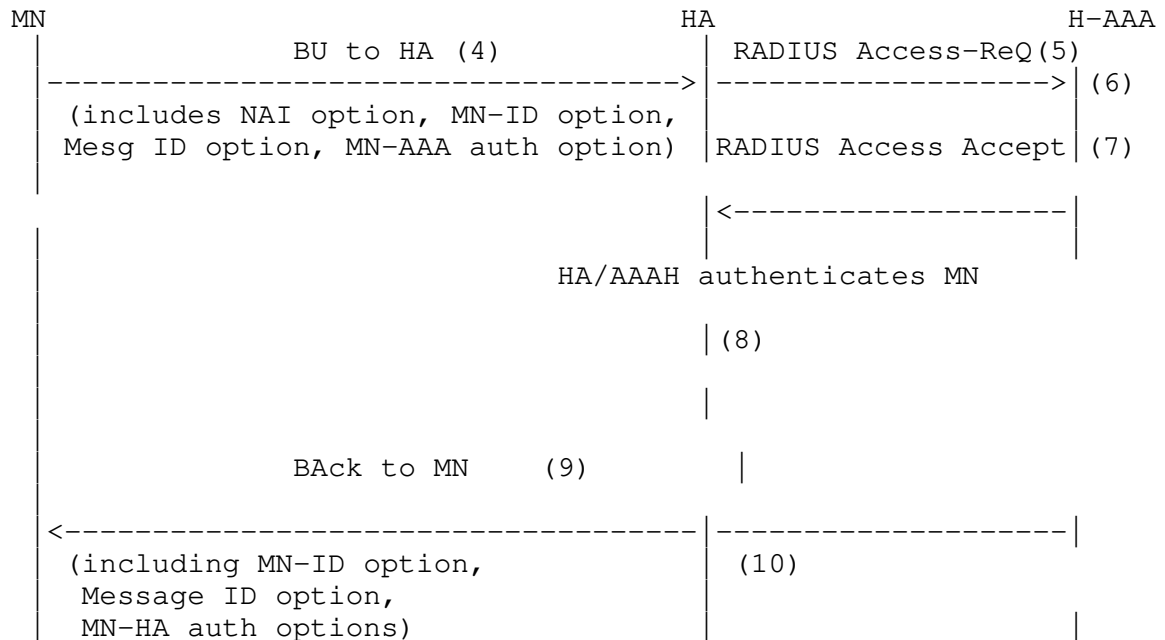 MN HA H-AAA
BU to HA (4) RADIUS Access-ReQ(5)
(6)
(includes NAI option, MN-ID option,
Mesg ID option, MN-AAA auth option) RADIUS Access Accept (7)
HA/AAAH authenticates MN
(8)
BAck to MN (9)
(including MN-ID option, (10)
Message ID option,
MN-HA auth options)